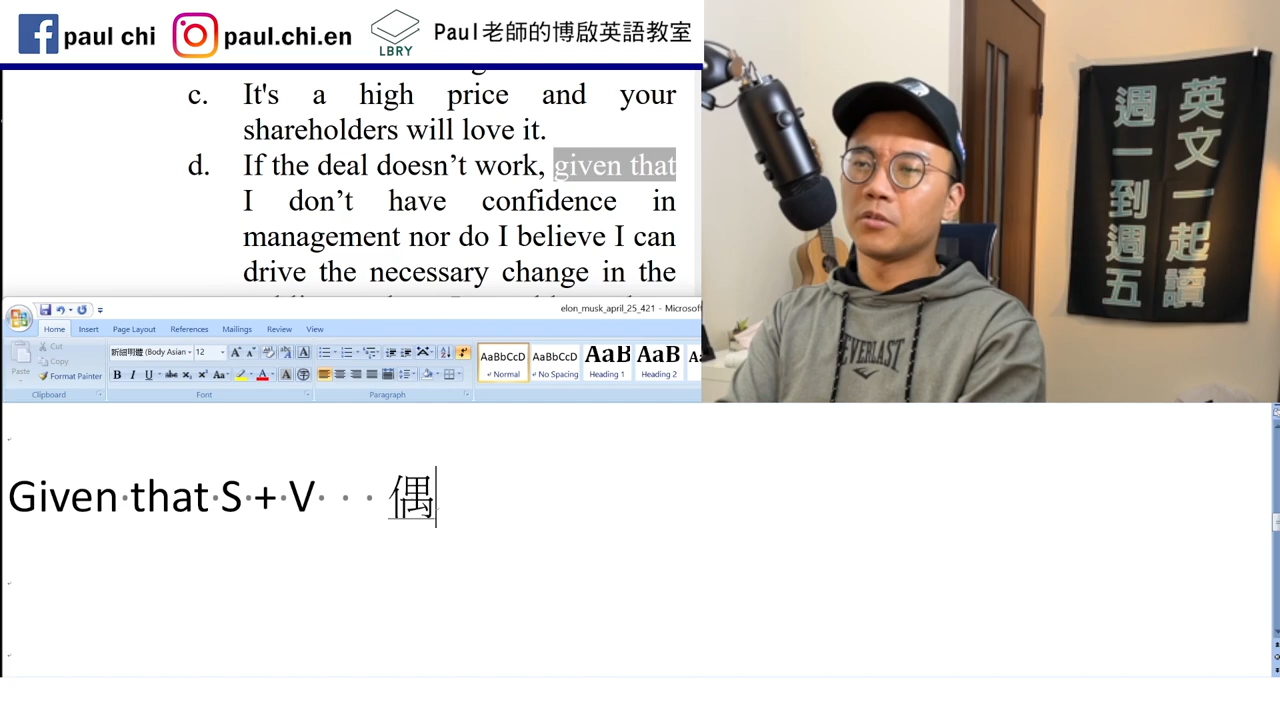 paul chi
paul.chi.en
LBRY
Paul老師的博啟英語教室
c. It's a high price and your
shareholders will love it.
d. If the deal doesn’t work, given that
I don’t have confidence in
management nor do I believe I can
drive the necessary change in the
elon_musk_april_25_421 - Microsoft
Home Insert Page Layout References Mailings Review View
Cut
Copy
Paste
Format Painter
Clipboard
新細明體 (Body Asian
12
Font
Paragraph
AaBbCcD AaBbCcD AaBb AaBb
Normal No Spacing Heading 1 Heading 2
Given that S + V 偶
EVERLAST
英文一起讀
週一到週五